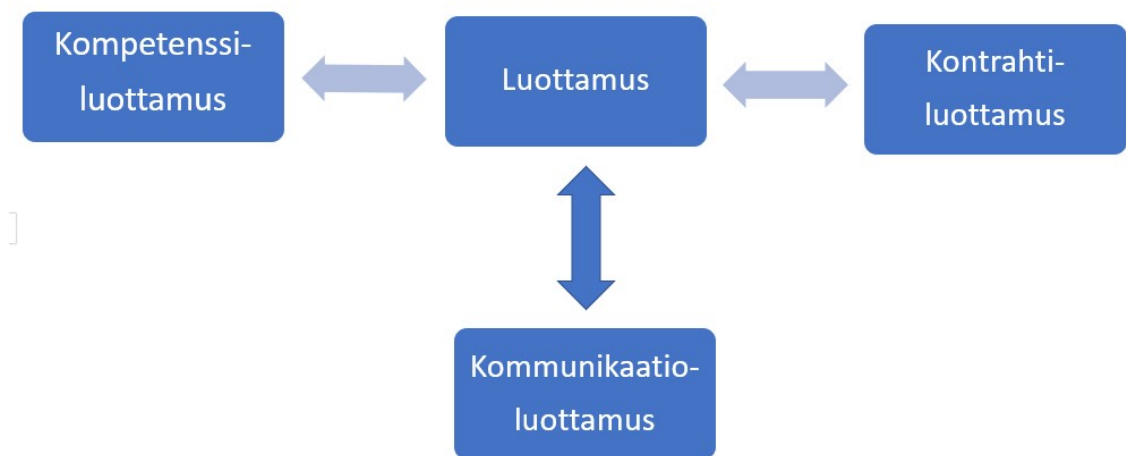 Kompetenssi-
luottamus
Luottamus
Kontrahti-
luottamus
Kommunikaatio-
luottamus